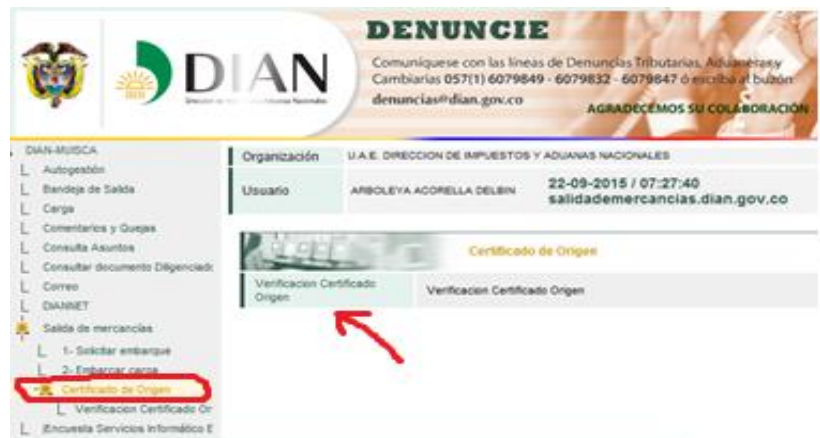 DENUNCIE
Comuníquese con las líneas de Denuncias Tributarias, Aduaneras y
Cambiarias 057(1) 6079849 - 6079832 - 6079847 ó escriba al buzón
denuncias@dian.gov.co
AGRADECEMOS SU COLABORACIÓN
DIAN
DIAN-MUISCA
Autogestión
Bandeja de Salida
Carga
Comentarios y Quejas
Consulta Asuntos
Consultar documento Diligenciado
Correo
DIANNET
Salida de mercancías
1- Solicitar embarque
2- Embarcar carga
Certificado de Origen
Verificacion Certificado Or
Encuesta Servicios Informático E
Organización U.A.E. DIRECCION DE IMPUESTOS Y ADUANAS NACIONALES
Usuario ARBOLEYA ACORELLA DELBIN 22-09-2015 / 07:27:40
salidademercancias.dian.gov.co
Certificado de Origen
Verificacion Certificado
Origen
Verificacion Certificado Origen